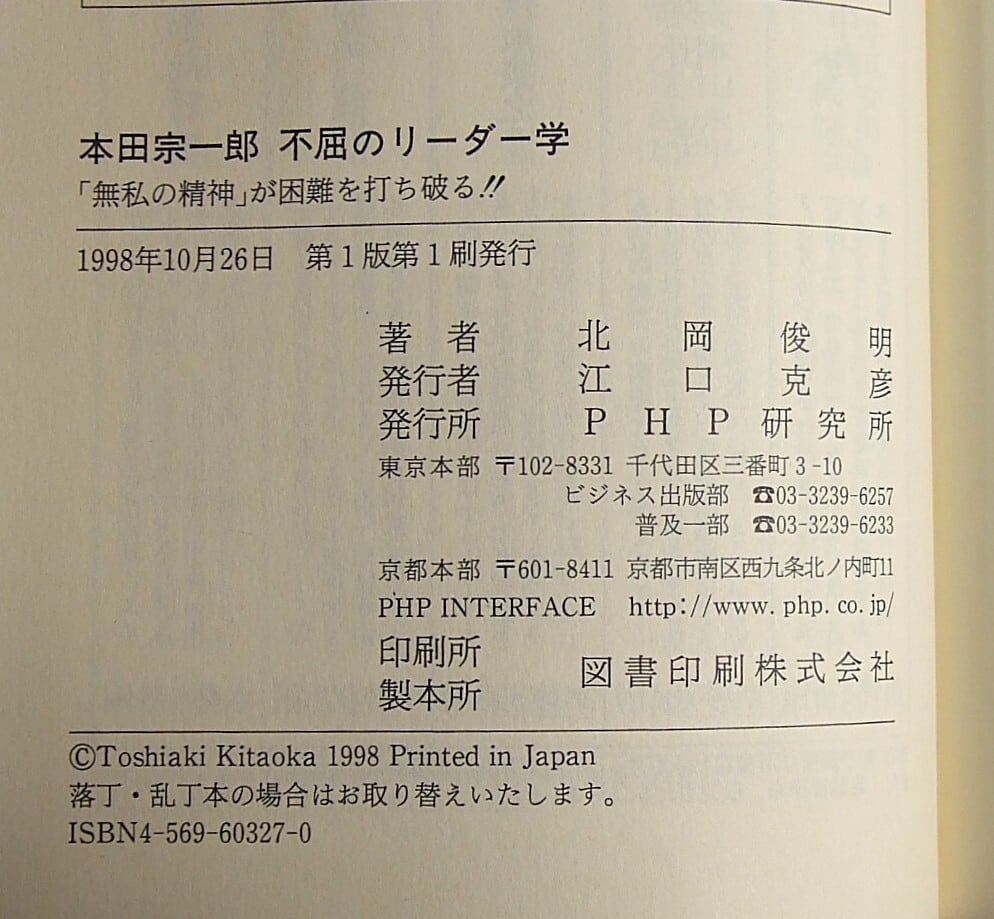 本田宗一郎 不屈のリーダー学
「無私の精神」が困難を打ち破る!!
1998年10月26日　第1版第1刷発行
著者　北岡俊明
発行者　江口克彦
発行所　PHP研究所
東京本部 〒102-8331 千代田区三番町3-10
ビジネス出版部 ☎03-3239-6257
普及一部 ☎03-3239-6233
京都本部 〒601-8411 京都市南区西九条北ノ内町11
PHP INTERFACE http://www.php.co.jp/
印刷所
製本所　図書印刷株式会社
©Toshiaki Kitaoka 1998 Printed in Japan
落丁・乱丁本の場合はお取り替えいたします。
ISBN4-569-60327-0